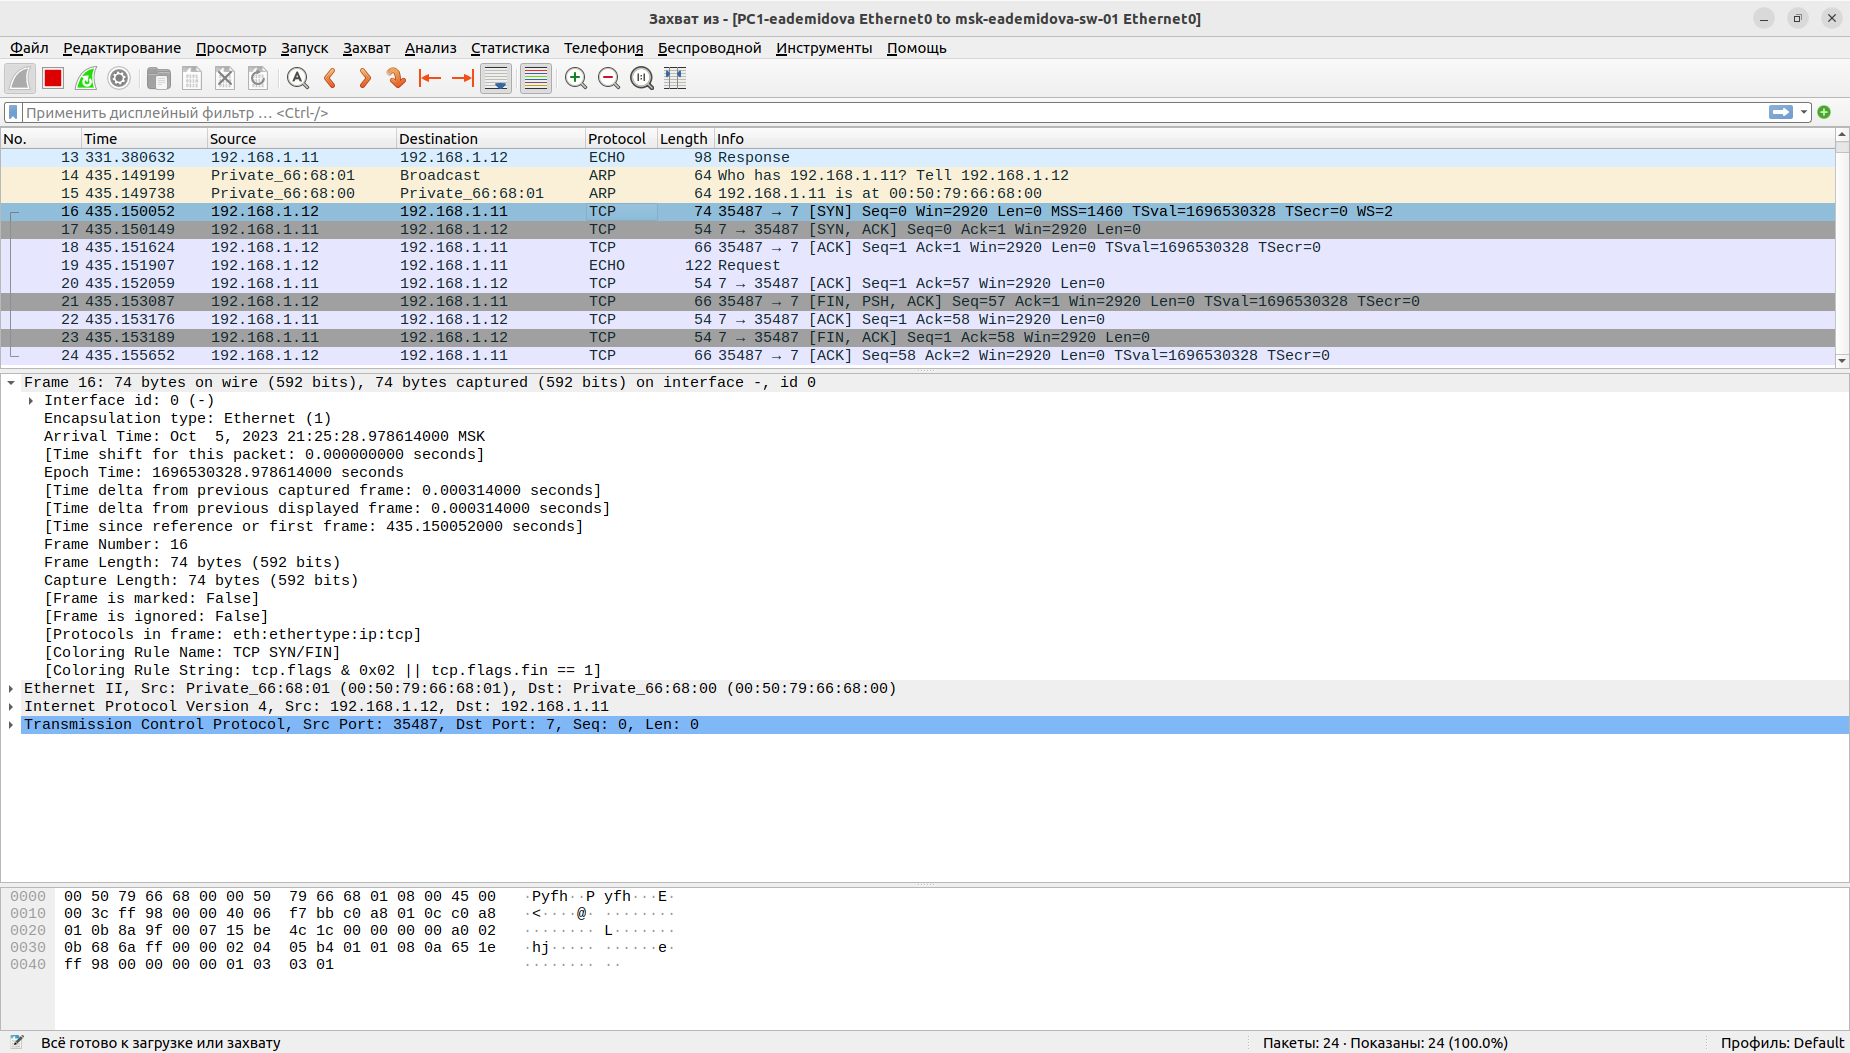 Захват из - [PC1-eademidova Ethernet0 to msk-eademidova-sw-01 Ethernet0]
Файл Редактирование Просмотр Запуск Захват Анализ Статистика Телефония Беспроводной Инструменты Помощь
Применить дисплейный фильтр … <Ctrl-/>
No. Time Source Destination Protocol Length Info
13 331.380632 192.168.1.11 192.168.1.12 ECHO 98 Response
14 435.149199 Private_66:68:01 Broadcast ARP 64 Who has 192.168.1.11? Tell 192.168.1.12
15 435.149738 Private_66:68:00 Private_66:68:01 ARP 64 192.168.1.11 is at 00:50:79:66:68:00
16 435.150052 192.168.1.12 192.168.1.11 TCP 74 35487 → 7 [SYN] Seq=0 Win=2920 Len=0 MSS=1460 TSval=1696530328 TSecr=0 WS=2
17 435.150149 192.168.1.11 192.168.1.12 TCP 54 7 → 35487 [SYN, ACK] Seq=0 Ack=1 Win=2920 Len=0
18 435.151624 192.168.1.12 192.168.1.11 TCP 66 35487 → 7 [ACK] Seq=1 Ack=1 Win=2920 Len=0 TSval=1696530328 TSecr=0
19 435.151907 192.168.1.12 192.168.1.11 ECHO 122 Request
20 435.152059 192.168.1.11 192.168.1.12 TCP 54 7 → 35487 [ACK] Seq=1 Ack=57 Win=2920 Len=0
21 435.153087 192.168.1.12 192.168.1.11 TCP 66 35487 → 7 [FIN, PSH, ACK] Seq=57 Ack=1 Win=2920 Len=0 TSval=1696530328 TSecr=0
22 435.153176 192.168.1.11 192.168.1.12 TCP 54 7 → 35487 [ACK] Seq=1 Ack=58 Win=2920 Len=0
23 435.153189 192.168.1.11 192.168.1.12 TCP 54 7 → 35487 [FIN, ACK] Seq=1 Ack=58 Win=2920 Len=0
24 435.155652 192.168.1.12 192.168.1.11 TCP 66 35487 → 7 [ACK] Seq=58 Ack=2 Win=2920 Len=0 TSval=1696530328 TSecr=0
Frame 16: 74 bytes on wire (592 bits), 74 bytes captured (592 bits) on interface -, id 0
Interface id: 0 (-)
Encapsulation type: Ethernet (1)
Arrival Time: Oct  5, 2023 21:25:28.978614000 MSK
[Time shift for this packet: 0.000000000 seconds]
Epoch Time: 1696530328.978614000 seconds
[Time delta from previous captured frame: 0.000314000 seconds]
[Time delta from previous displayed frame: 0.000314000 seconds]
[Time since reference or first frame: 435.150052000 seconds]
Frame Number: 16
Frame Length: 74 bytes (592 bits)
Capture Length: 74 bytes (592 bits)
[Frame is marked: False]
[Frame is ignored: False]
[Protocols in frame: eth:ethertype:ip:tcp]
[Coloring Rule Name: TCP SYN/FIN]
[Coloring Rule String: tcp.flags & 0x02 || tcp.flags.fin == 1]
Ethernet II, Src: Private_66:68:01 (00:50:79:66:68:01), Dst: Private_66:68:00 (00:50:79:66:68:00)
Internet Protocol Version 4, Src: 192.168.1.12, Dst: 192.168.1.11
Transmission Control Protocol, Src Port: 35487, Dst Port: 7, Seq: 0, Len: 0
0000 00 50 79 66 68 00 00 50 79 66 68 01 08 00 45 00 ·Pyfh··P yfh···E·
0010 00 3c ff 98 00 00 40 06 f7 bb c0 a8 01 0c c0 a8 ·<····@· ········
0020 01 0b 8a 9f 00 07 15 be 4c 1c 00 00 00 00 a0 02 ········ L·······
0030 0b 68 6a ff 00 00 02 04 05 b4 01 01 08 0a 65 1e ·hj····· ······e·
0040 ff 98 00 00 00 00 01 03 03 01 ········ ··
Всё готово к загрузке или захвату Пакеты: 24 · Показаны: 24 (100.0%) Профиль: Default